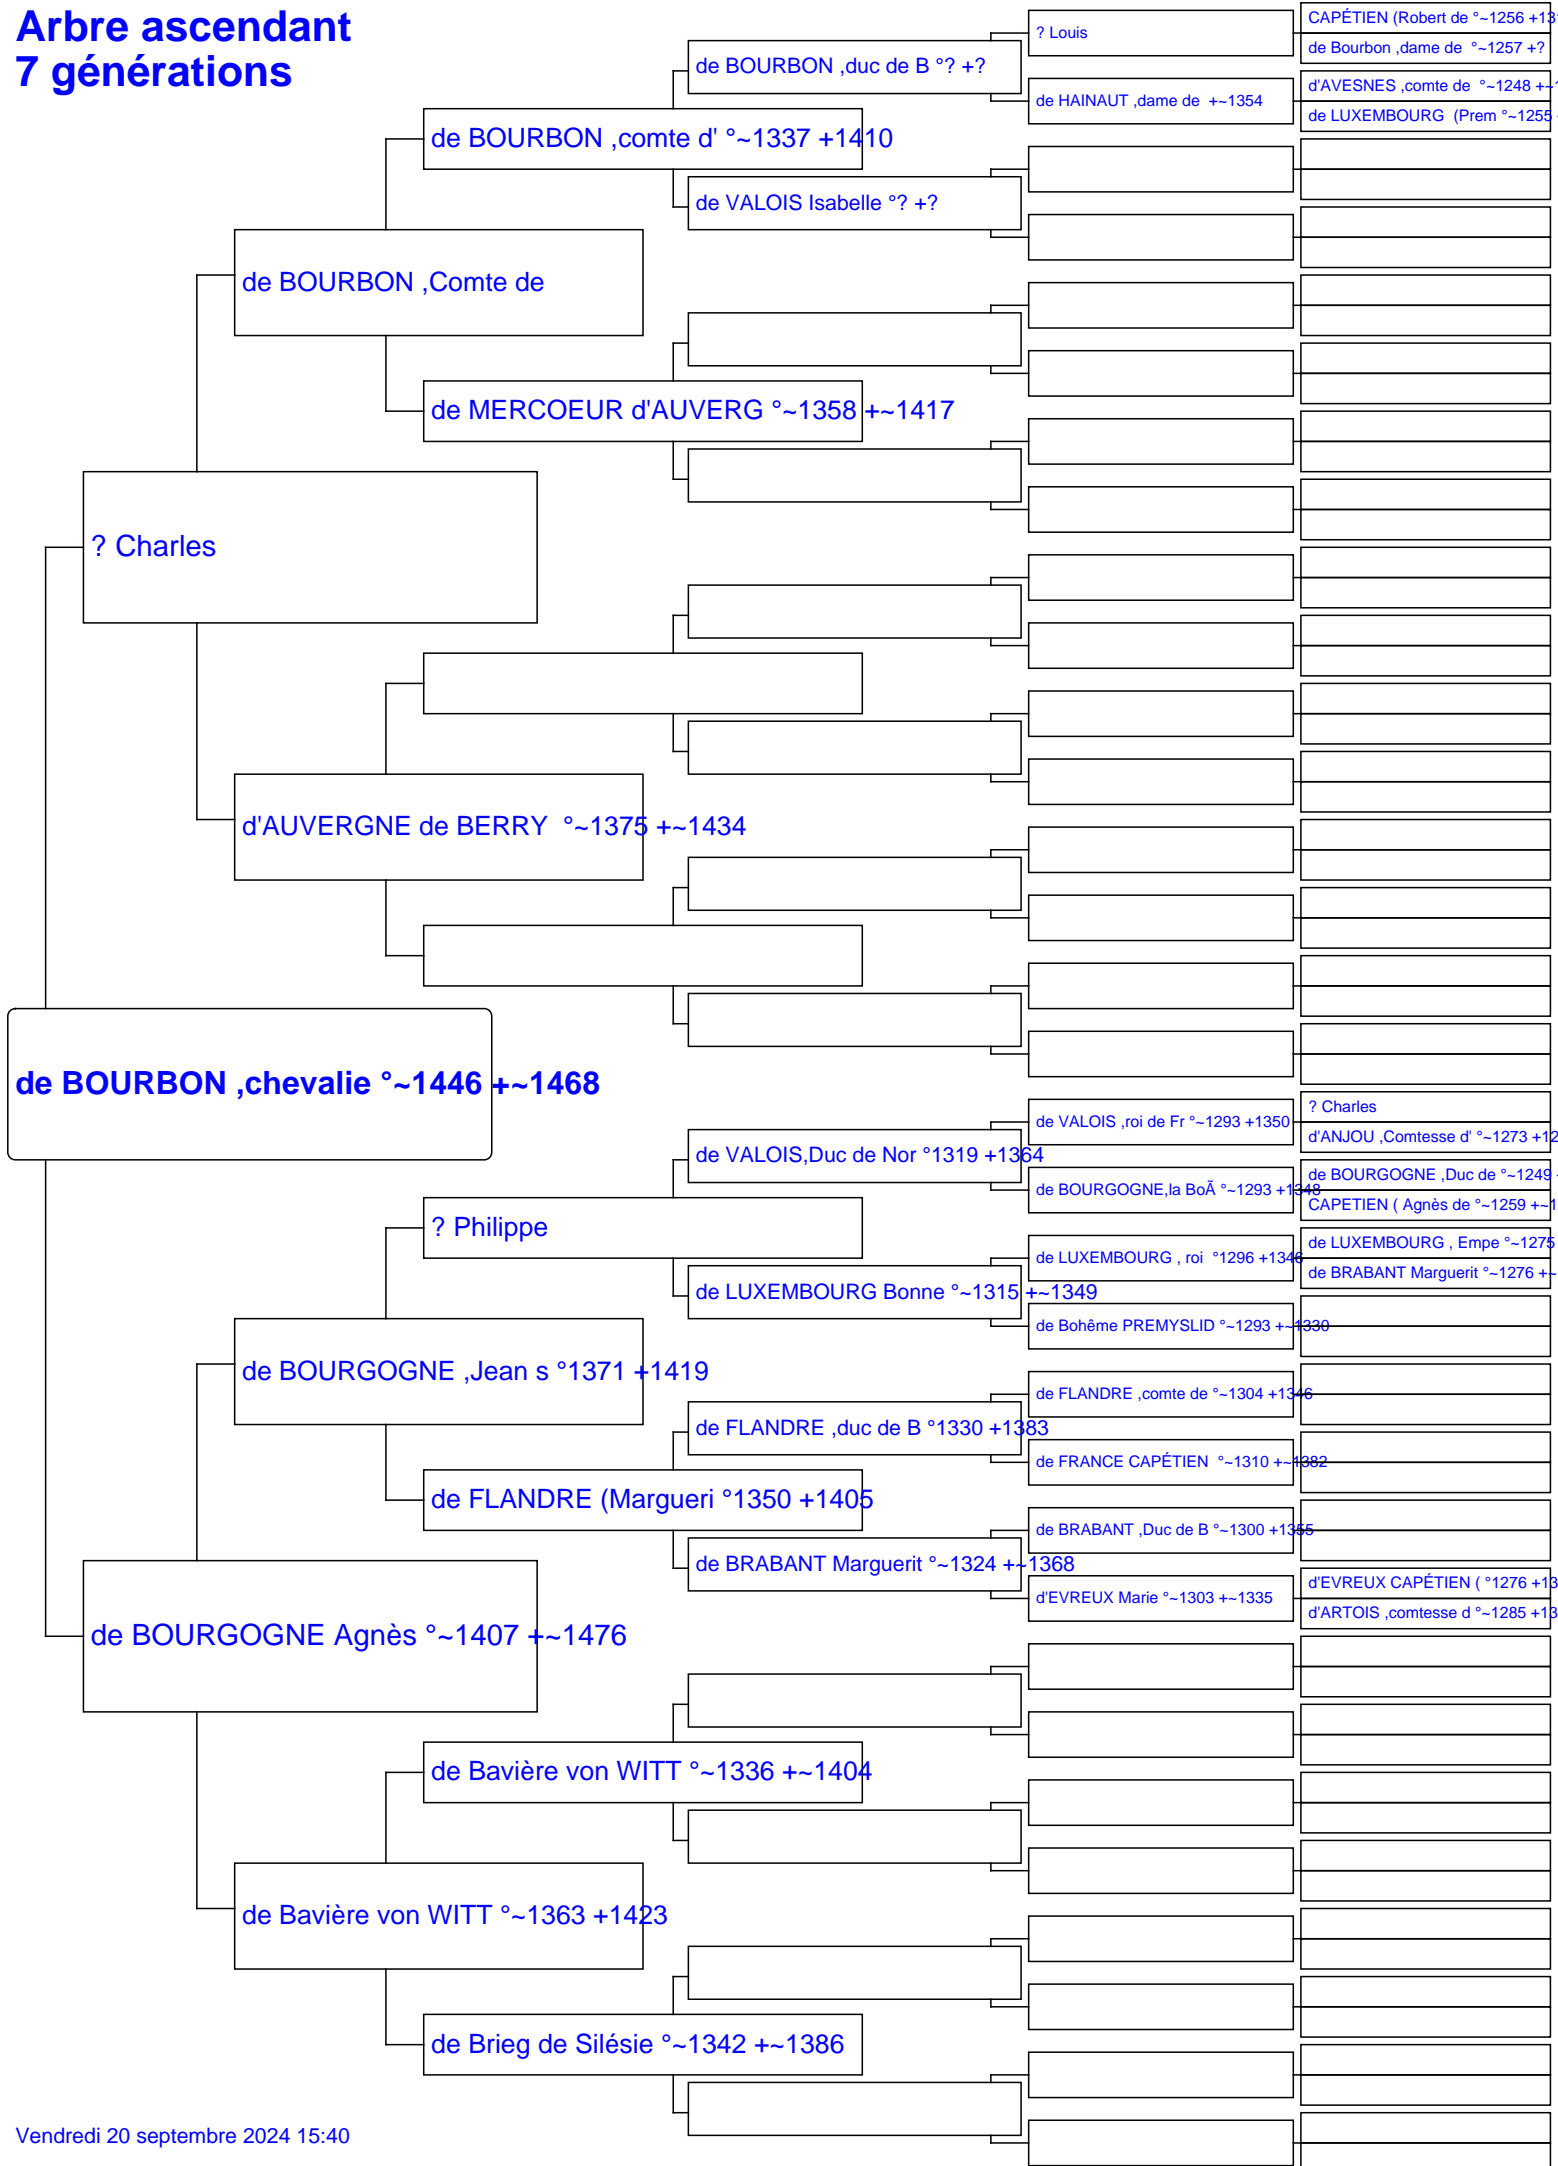 Arbre ascendant
7 générations
CAPÉTIEN (Robert de °~1256 +13
? Louis
de Bourbon ,dame de °~1257 +?
de BOURBON ,duc de B °? +?
d'AVESNES ,comte de °~1248 +~1
de HAINAUT ,dame de +~1354
de LUXEMBOURG (Prem °~1255
de BOURBON ,comte d' °~1337 +1410
de VALOIS Isabelle °? +?
de BOURBON ,Comte de
de MERCOEUR d'AUVERG °~1358 +~1417
? Charles
d'AUVERGNE de BERRY °~1375 +~1434
de BOURBON ,chevalie °~1446 +~1468
? Charles
de VALOIS ,roi de Fr °~1293 +1350
d'ANJOU ,Comtesse d' °~1273 +12
de VALOIS,Duc de Nor °1319 +1364
de BOURGOGNE ,Duc de °~1249
de BOURGOGNE,la BoÃ °~1293 +1348
CAPETIEN ( Agnès de °~1259 +~1
? Philippe
de LUXEMBOURG , Empe °~1275
de LUXEMBOURG , roi °1296 +1346
de BRABANT Marguerit °~1276 +~
de LUXEMBOURG Bonne °~1315 +~1349
de Bohême PREMYSLID °~1293 +~1330
de BOURGOGNE ,Jean s °1371 +1419
de FLANDRE ,comte de °~1304 +1346
de FLANDRE ,duc de B °1330 +1383
de FRANCE CAPÉTIEN °~1310 +~1382
de FLANDRE (Margueri °1350 +1405
de BRABANT ,Duc de B °~1300 +1355
de BRABANT Marguerit °~1324 +~1368
d'EVREUX CAPÉTIEN ( °1276 +13
d'EVREUX Marie °~1303 +~1335
d'ARTOIS ,comtesse d °~1285 +13
de BOURGOGNE Agnès °~1407 +~1476
de Bavière von WITT °~1336 +~1404
de Bavière von WITT °~1363 +1423
de Brieg de Silésie °~1342 +~1386
Vendredi 20 septembre 2024 15:40